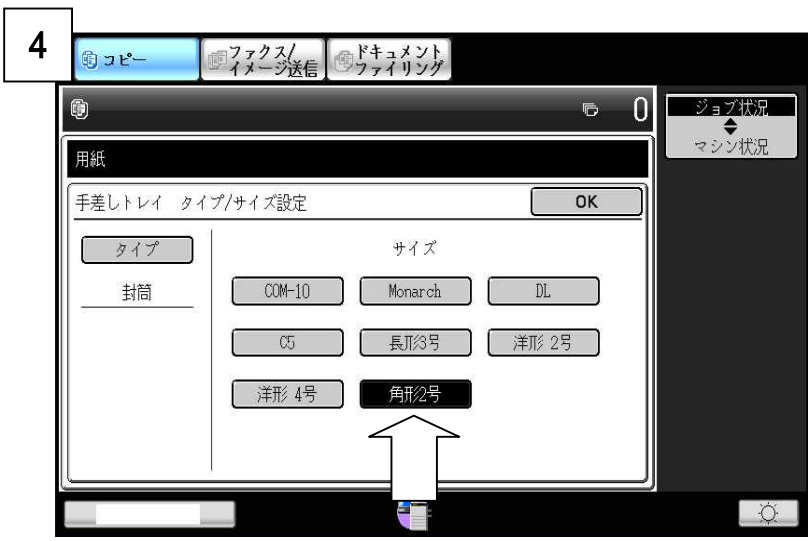 4
コピー
ファクス/
イメージ送信
ドキュメント
ファイリング
0
ジョブ状況
マシン状況
用紙
手差しトレイ タイプ/サイズ設定
OK
タイプ
サイズ
封筒
COM-10 Monarch DL
C5 長形3号 洋形 2号
洋形 4号 角形2号